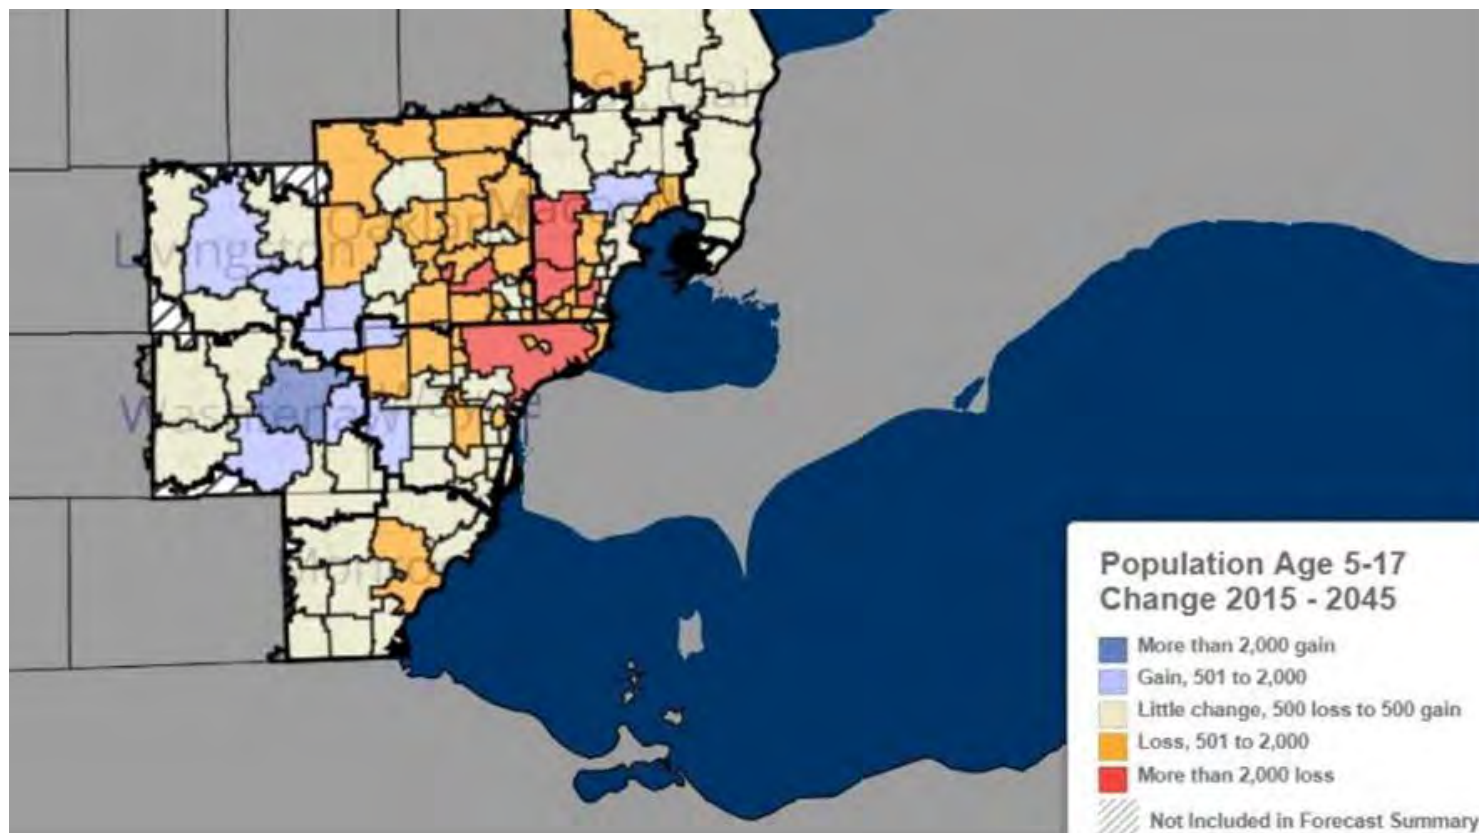 St. Clair
Oakland
Livingston
Washtenaw
Population Age 5-17
Change 2015 - 2045
More than 2,000 gain
Gain, 501 to 2,000
Little change, 500 loss to 500 gain
Loss, 501 to 2,000
More than 2,000 loss
Not Included in Forecast Summary